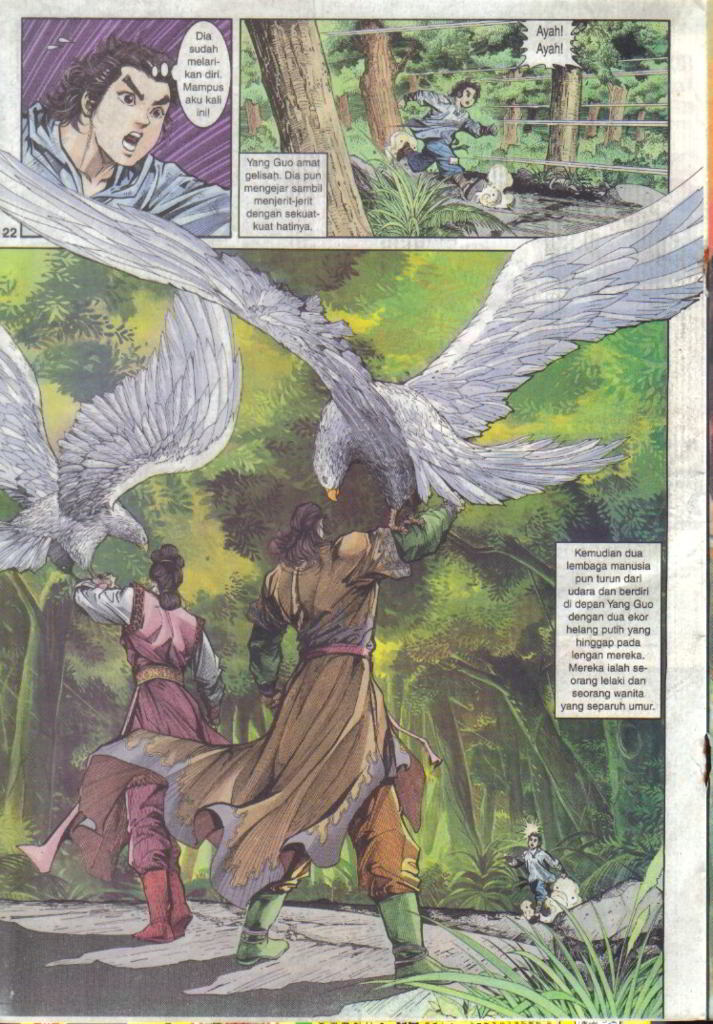 Dia
sudah
melari-
kan diri.
Mampus
aku kali
ini!
Ayah!
Ayah!
Yang Guo amat
gelisah. Dia pun
mengejar sambil
menjerit-jerit
dengan sekuat-
kuat hatinya.
22
Kemudian dua
lembaga manusia
pun turun dari
udara dan berdiri
di depan Yang Guo
dengan dua ekor
helang putih yang
hinggap pada
lengan mereka.
Mereka ialah se-
orang lelaki dan
seorang wanita
yang separuh umur.